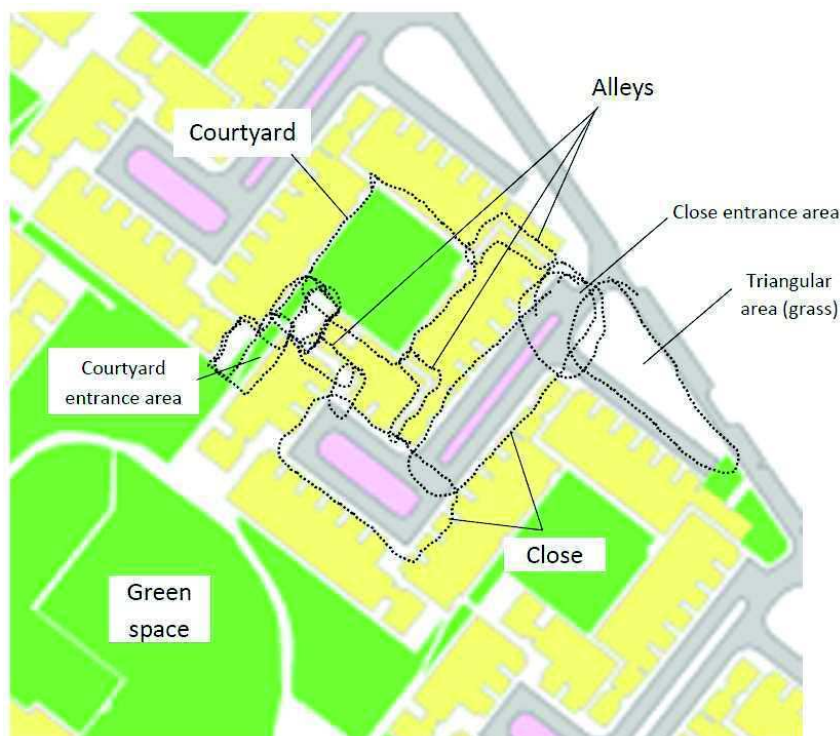 Alleys
Courtyard
Close entrance area
Triangular
area (grass)
Courtyard
entrance area
Close
Green
space